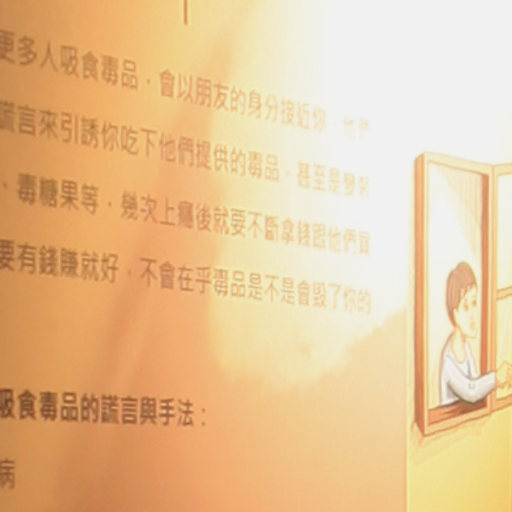 更多人吸食毒品，會以朋友的身分接近你，他們
謊言來引誘你吃下他們提供的毒品，甚至是變裝
、毒糖果等，幾次上癮後就要不斷拿錢跟他們買
要有錢賺就好，不會在乎毒品是不是會毀了你的
吸食毒品的謊言與手法：
病